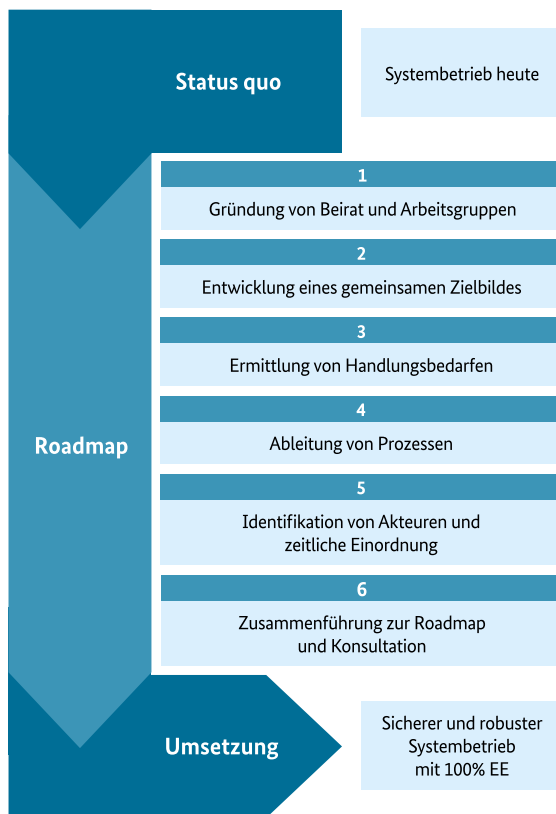 Status quo
Systembetrieb heute
1
Gründung von Beirat und Arbeitsgruppen
2
Entwicklung eines gemeinsamen Zielbildes
3
Ermittlung von Handlungsbedarfen
Roadmap
4
Ableitung von Prozessen
5
Identifikation von Akteuren und
zeitliche Einordnung
6
Zusammenführung zur Roadmap
und Konsultation
Umsetzung
Sicherer und robuster
Systembetrieb
mit 100% EE